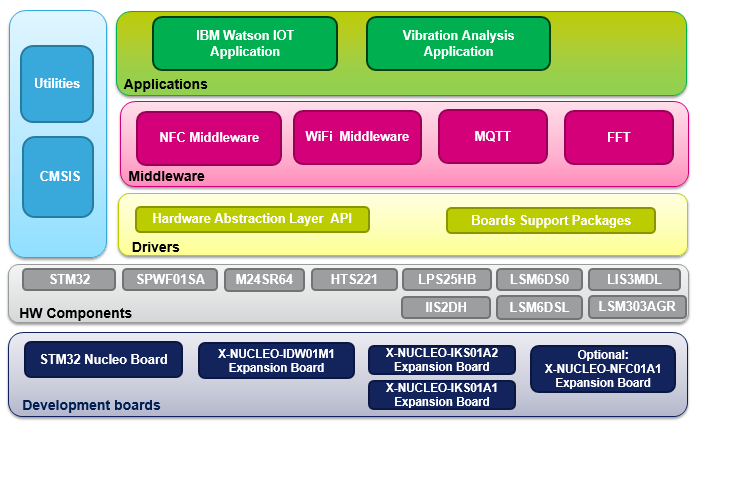 Utilities
CMSIS
IBM Watson IOT
Application
Vibration Analysis
Application
Applications
NFC Middleware
WiFi Middleware
MQTT
FFT
Middleware
Hardware Abstraction Layer API
Boards Support Packages
Drivers
STM32
SPWF01SA
M24SR64
HTS221
LPS25HB
LSM6DS0
LIS3MDL
IIS2DH
LSM6DSL
LSM303AGR
HW Components
STM32 Nucleo Board
X-NUCLEO-IDW01M1
Expansion Board
X-NUCLEO-IKS01A2
Expansion Board
X-NUCLEO-IKS01A1
Expansion Board
Optional:
X-NUCLEO-NFC01A1
Expansion Board
Development boards